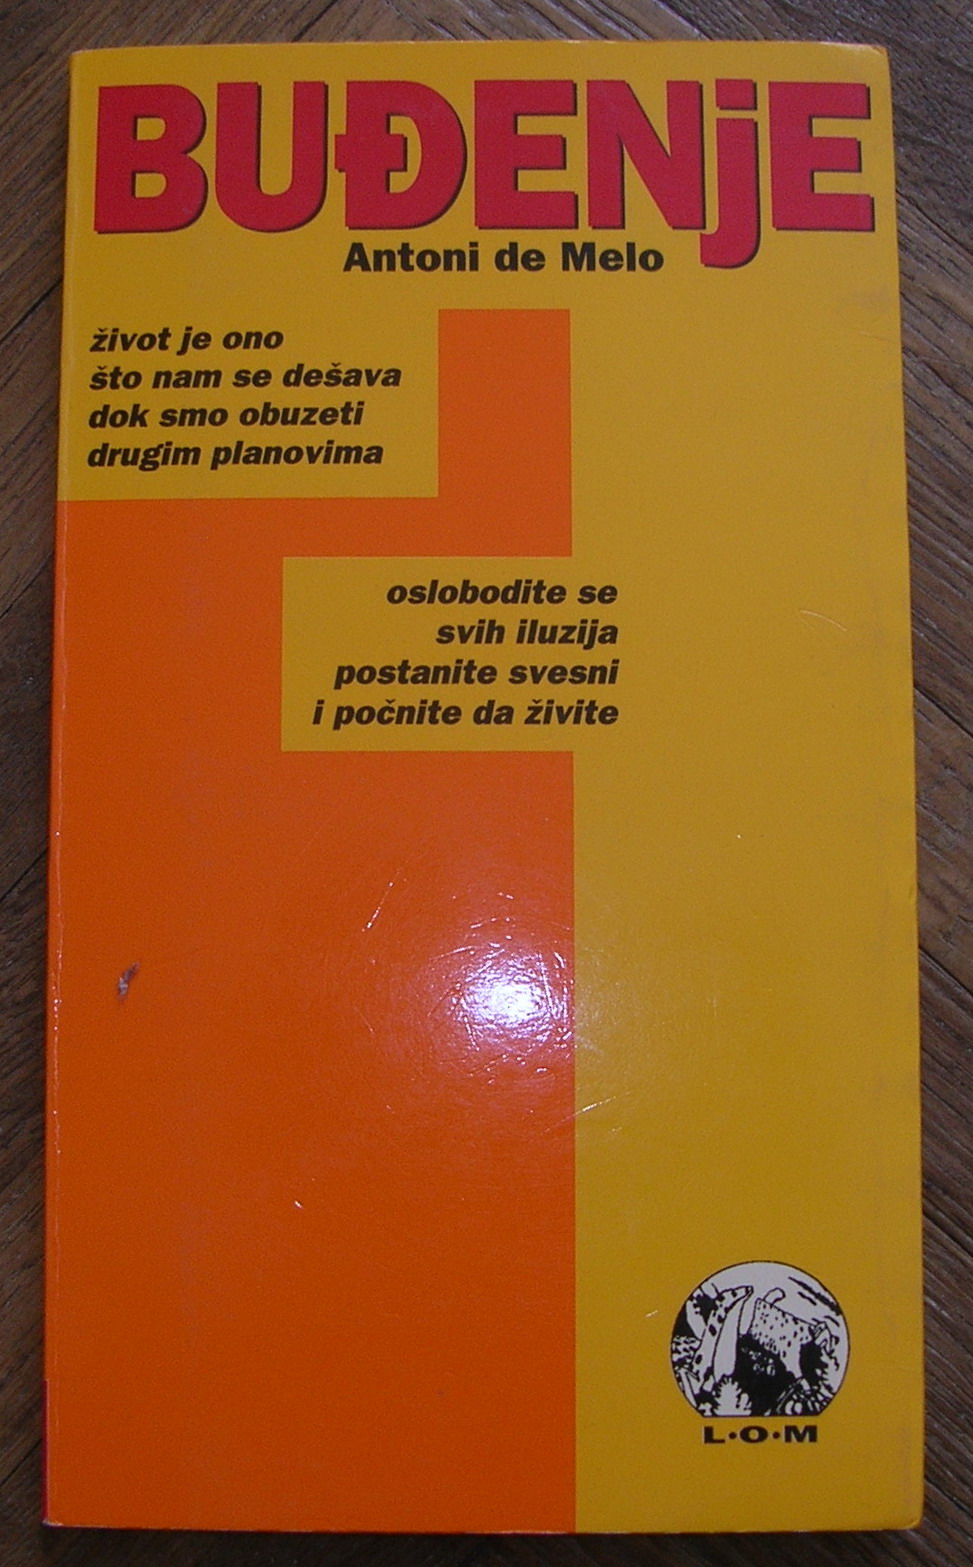 BUĐENjE
Antoni de Melo
život je ono
što nam se dešava
dok smo obuzeti
drugim planovima
oslobodite se
svih iluzija
postanite svesni
i počnite da živite
L·O·M